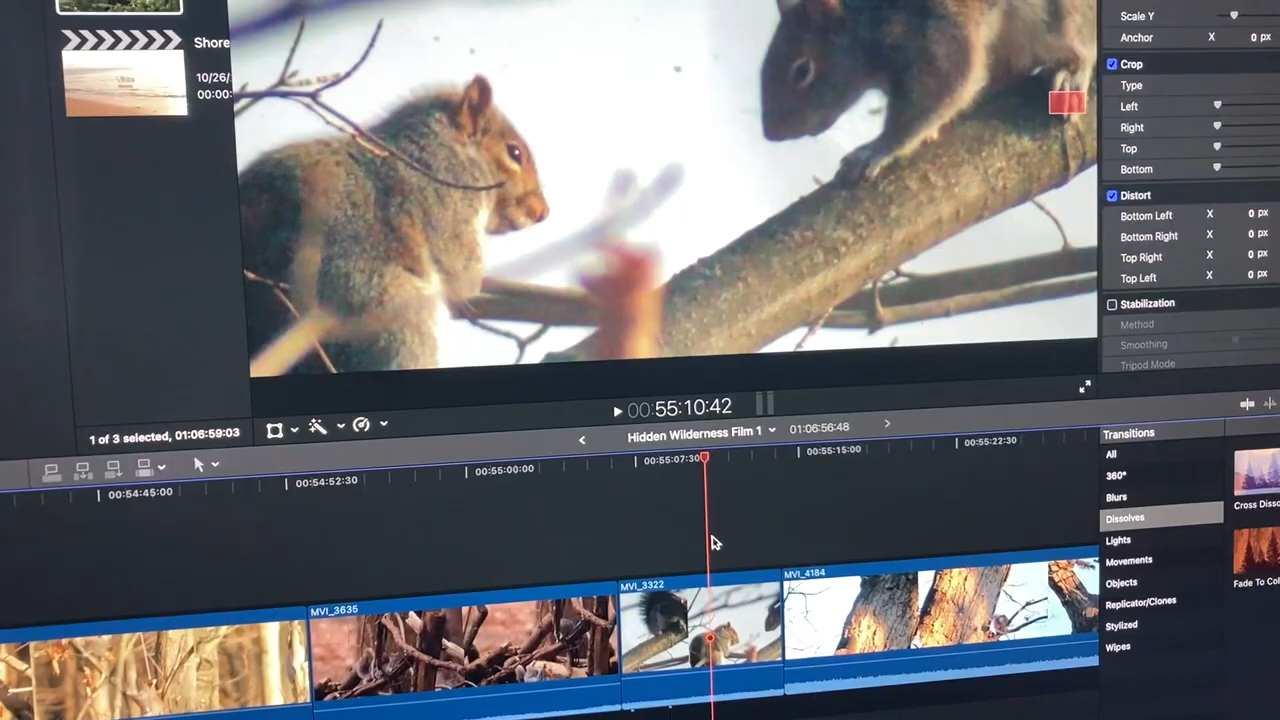 Shore
10/26/
00:00:
1 of 3 selected, 01:06:59:03
00:55:10:42
Hidden Wilderness Film 1
01:06:56:48
00:54:45:00
00:54:52:30
00:55:00:00
00:55:07:30
00:55:15:00
00:55:22:30
MVI_3635
MVI_3322
MVI_4184
Scale Y
Anchor X 0 px
Crop
Type
Left
Right
Top
Bottom
Distort
Bottom Left X 0 px
Bottom Right X 0 px
Top Right X 0 px
Top Left X 0 px
Stabilization
Method
Smoothing
Tripod Mode
Transitions
All
360°
Blurs
Dissolves
Lights
Movements
Objects
Replicator/Clones
Stylized
Wipes
Cross Disso
Fade To Col